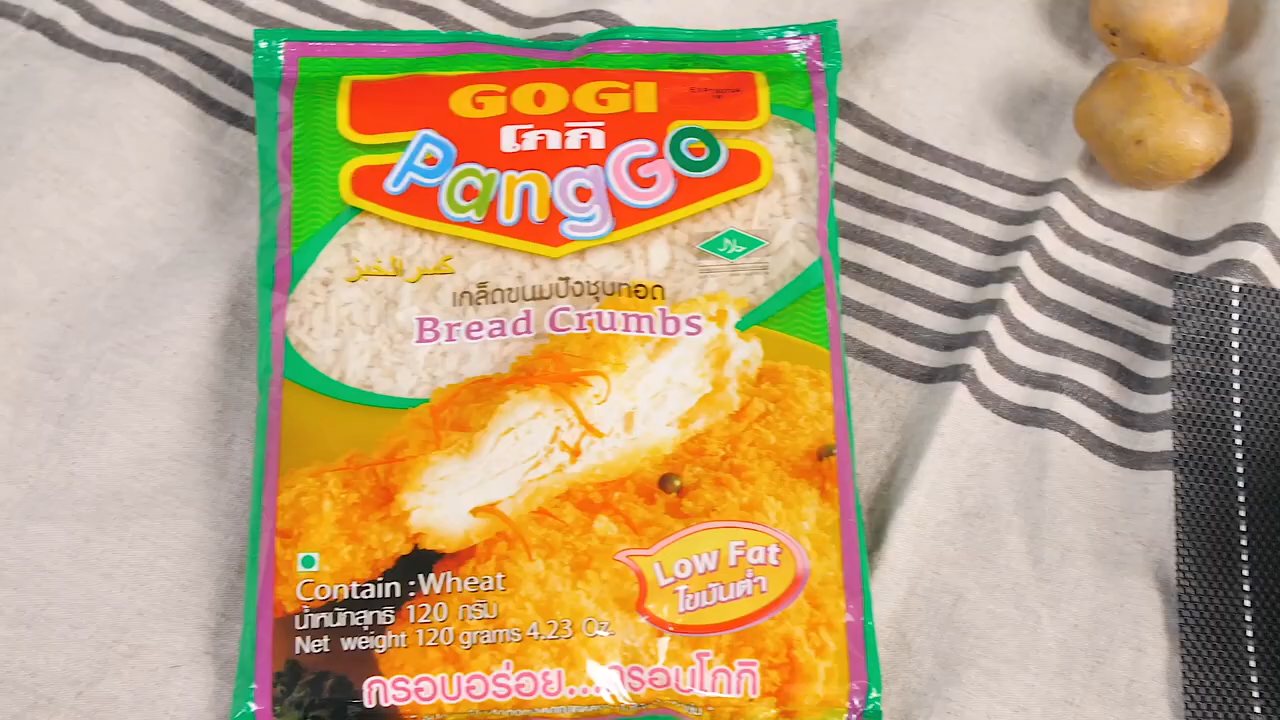 GOGI
โกกิ
PangGo
حلال
كسر الخبز
เกล็ดขนมปังชุบทอด
Bread Crumbs
Low Fat
ไขมันต่ำ
Contain : Wheat
น้ำหนักสุทธิ 120 กรัม
Net weight 120 grams 4.23 Oz.
กรอบอร่อย...กรอบโกกิ